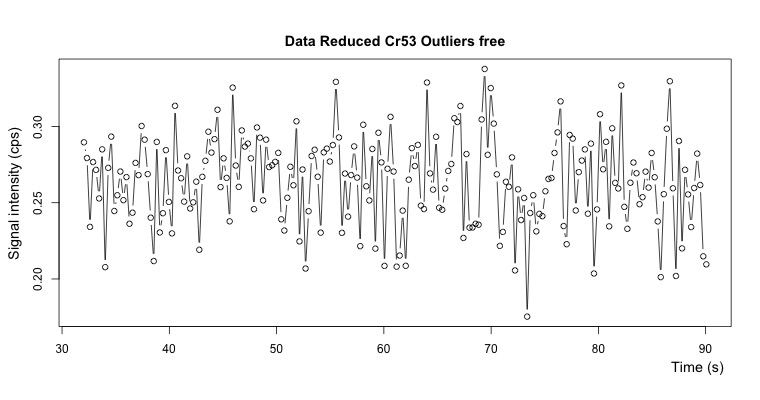 Data Reduced Cr53 Outliers free
Signal intensity (cps)
0.30
0.25
0.20
30 40 50 60 70 80 90
Time (s)